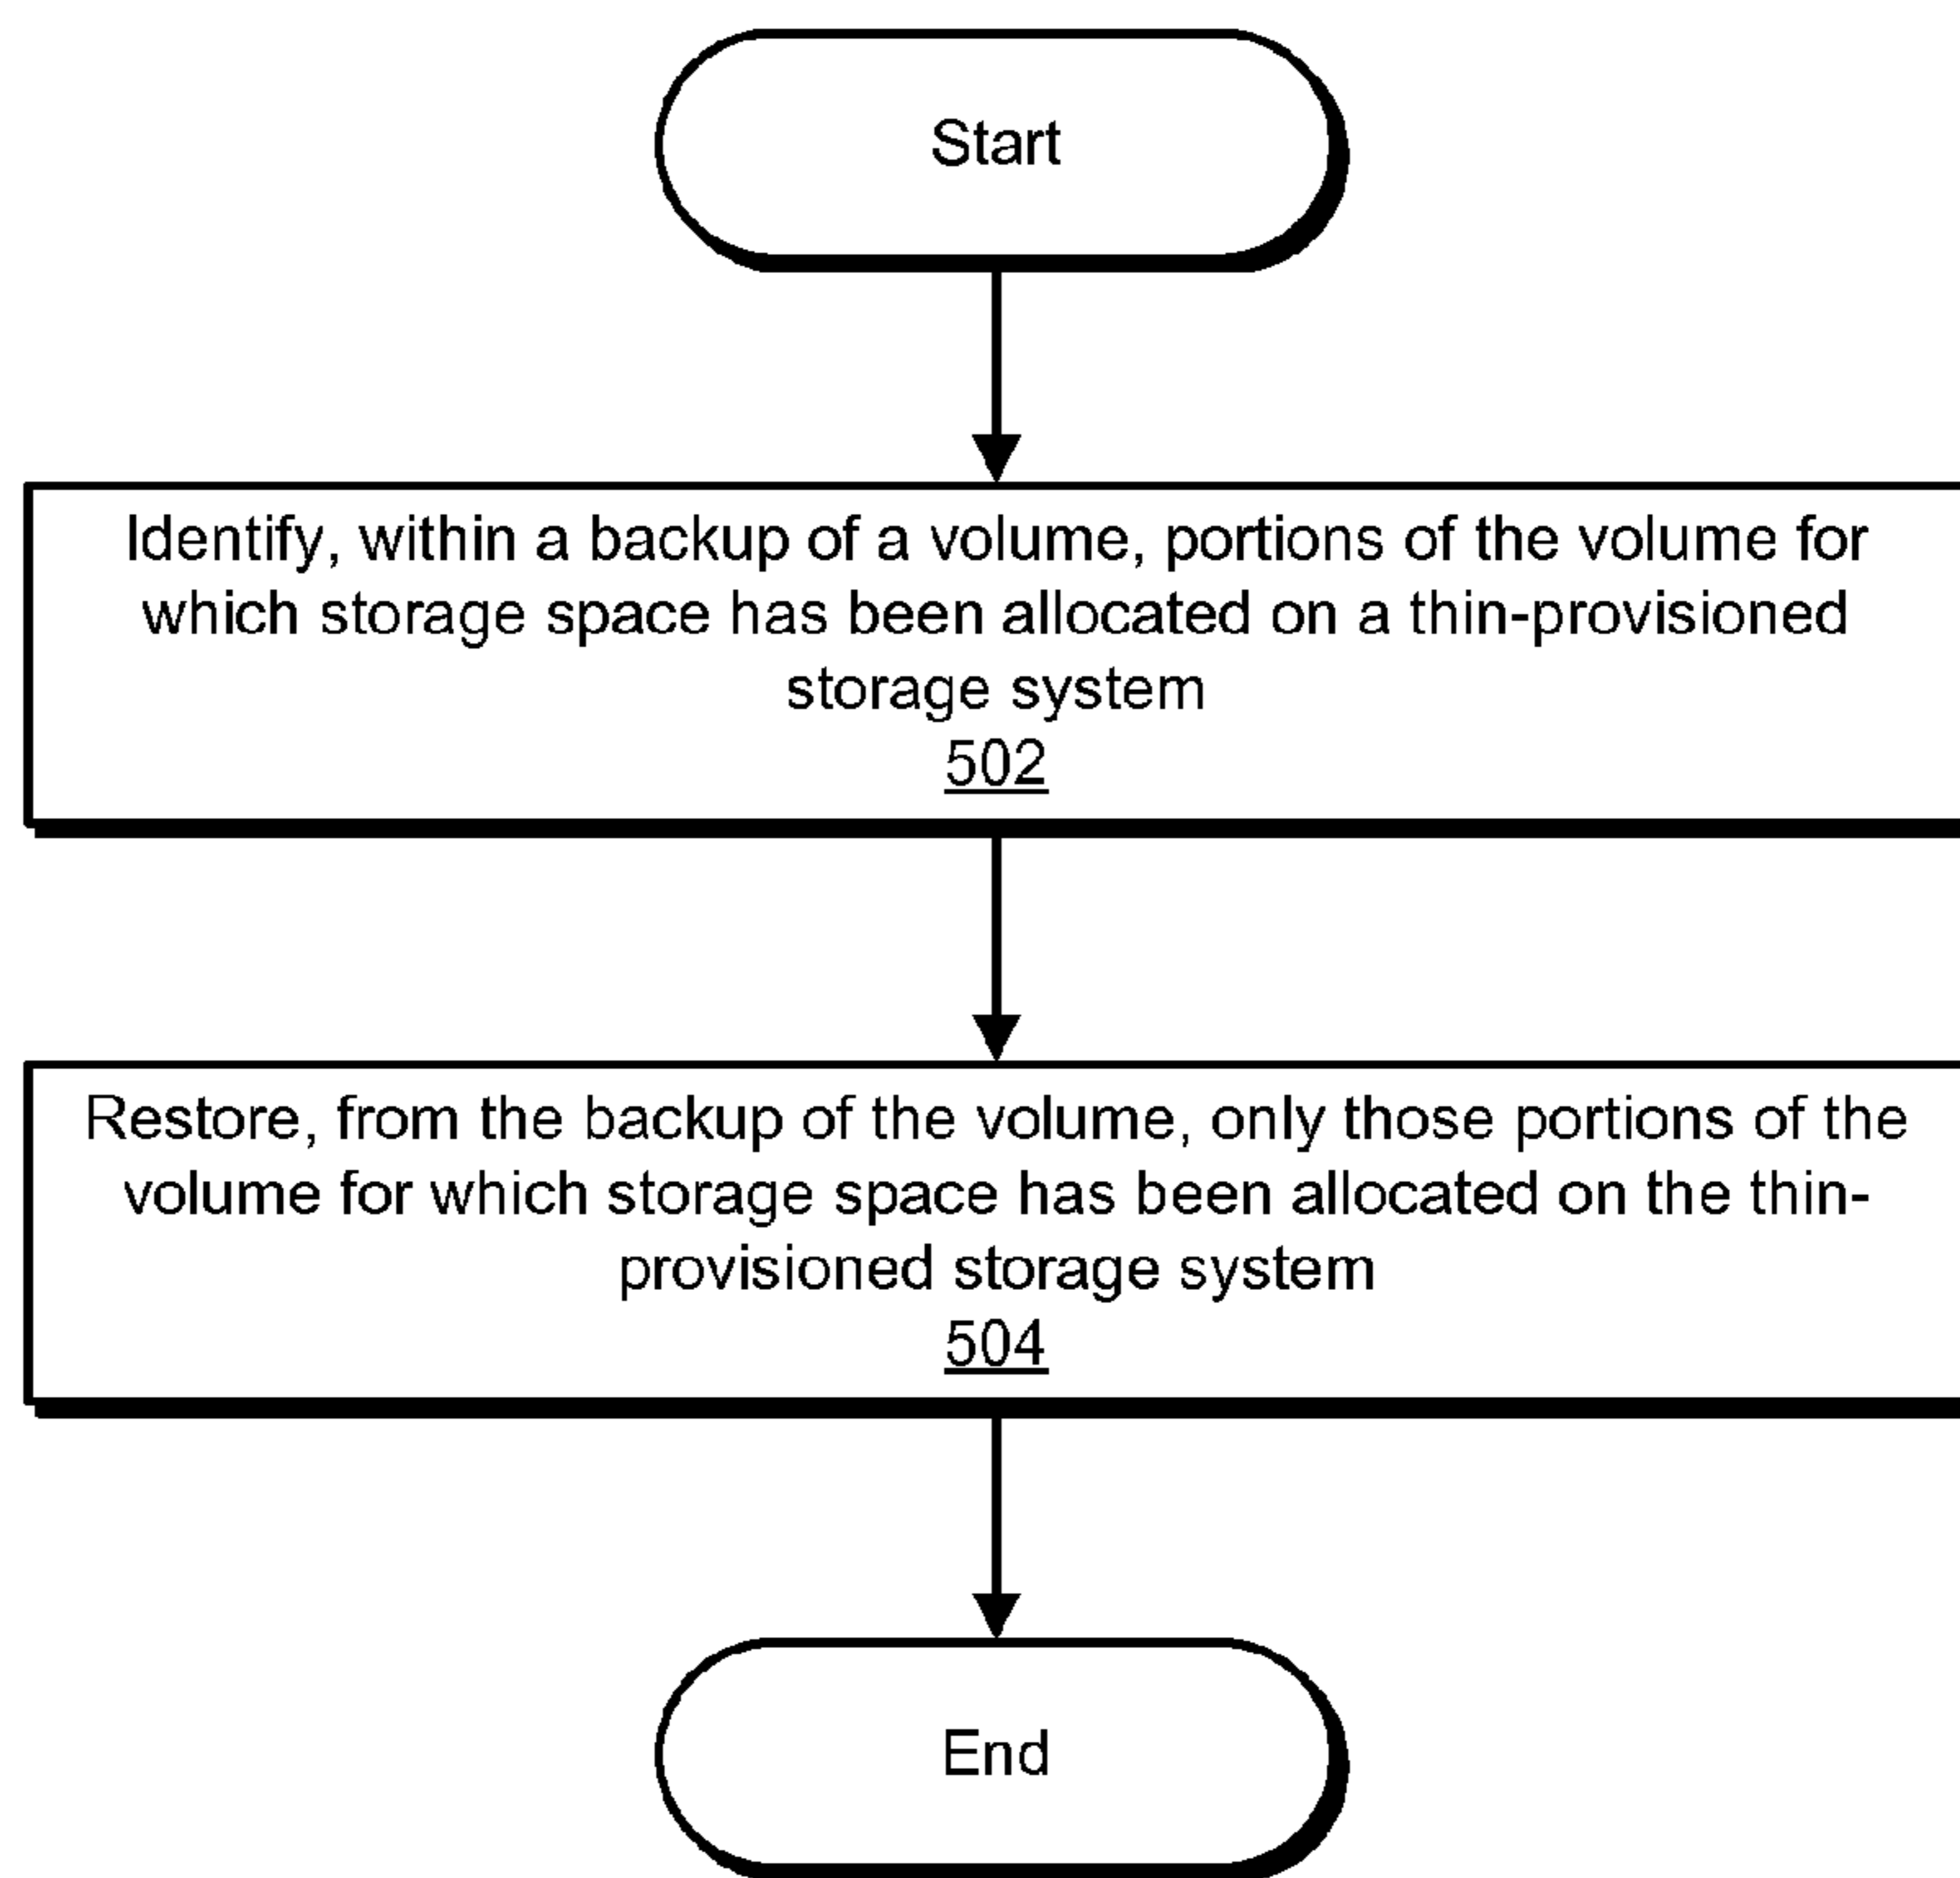 Start
Identify, within a backup of a volume, portions of the volume for
which storage space has been allocated on a thin-provisioned
storage system
502
Restore, from the backup of the volume, only those portions of the
volume for which storage space has been allocated on the thin-
provisioned storage system
504
End